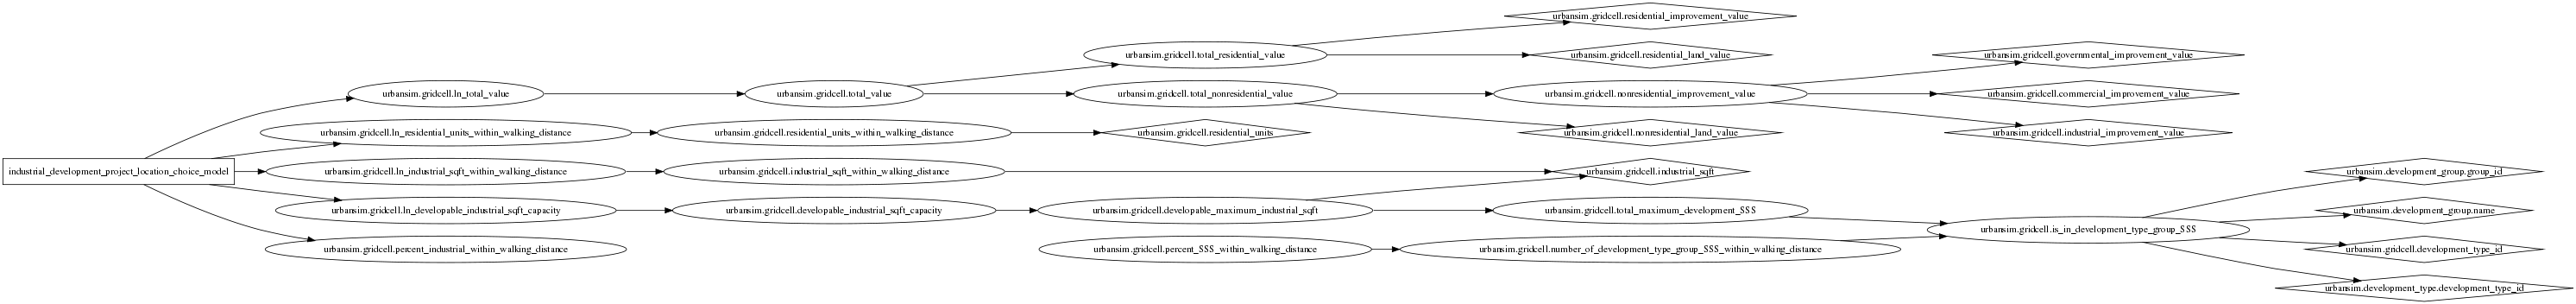 urbansim.gridcell.residential_improvement_value
urbansim.gridcell.total_residential_value
urbansim.gridcell.residential_land_value
urbansim.gridcell.governmental_improvement_value
urbansim.gridcell.ln_total_value
urbansim.gridcell.total_value
urbansim.gridcell.total_nonresidential_value
urbansim.gridcell.nonresidential_improvement_value
urbansim.gridcell.commercial_improvement_value
urbansim.gridcell.ln_residential_units_within_walking_distance
urbansim.gridcell.residential_units_within_walking_distance
urbansim.gridcell.residential_units
urbansim.gridcell.nonresidential_land_value
urbansim.gridcell.industrial_improvement_value
industrial_development_project_location_choice_model
urbansim.gridcell.ln_industrial_sqft_within_walking_distance
urbansim.gridcell.industrial_sqft_within_walking_distance
urbansim.gridcell.industrial_sqft
urbansim.development_group.group_id
urbansim.gridcell.ln_developable_industrial_sqft_capacity
urbansim.gridcell.developable_industrial_sqft_capacity
urbansim.gridcell.developable_maximum_industrial_sqft
urbansim.gridcell.total_maximum_development_SSS
urbansim.development_group.name
urbansim.gridcell.is_in_development_type_group_SSS
urbansim.gridcell.percent_industrial_within_walking_distance
urbansim.gridcell.percent_SSS_within_walking_distance
urbansim.gridcell.number_of_development_type_group_SSS_within_walking_distance
urbansim.gridcell.development_type_id
urbansim.development_type.development_type_id